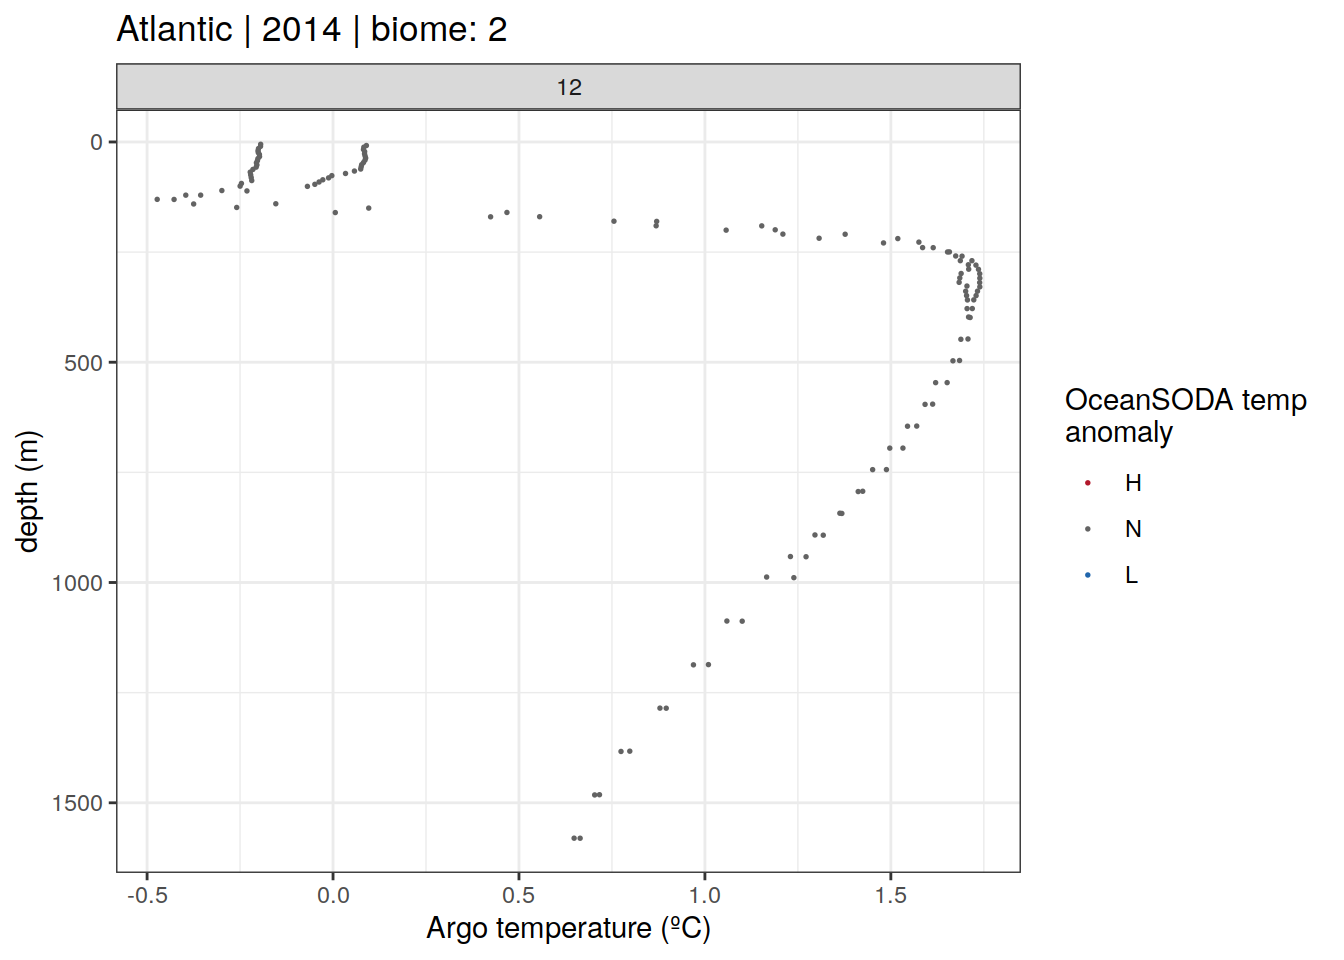 Atlantic | 2014 | biome: 2
12
0
500
1000
1500
depth (m)
-0.5 0.0 0.5 1.0 1.5
Argo temperature (ºC)
OceanSODA temp
anomaly
H
N
L